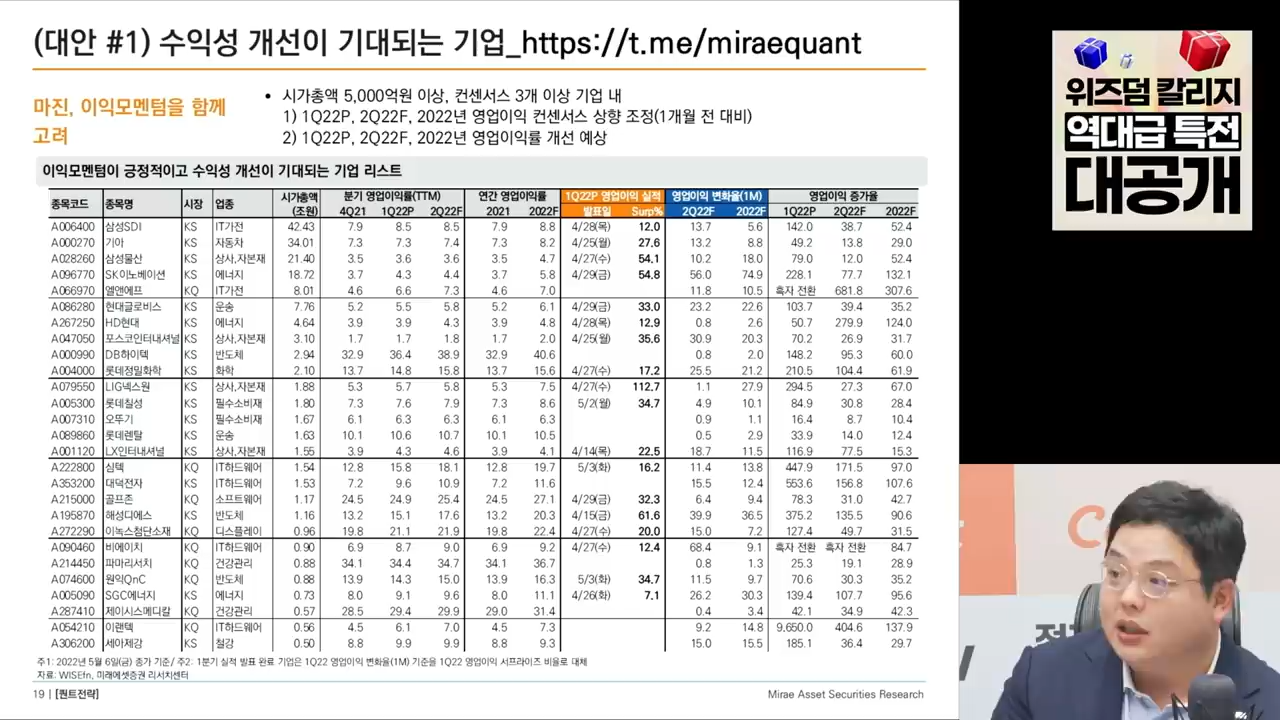 (대안 #1) 수익성 개선이 기대되는 기업_https://t.me/miraequant
마진, 이익모멘텀을 함께
고려
• 시가총액 5,000억원 이상, 컨센서스 3개 이상 기업 내
1) 1Q22P, 2Q22F, 2022년 영업이익 컨센서스 상향 조정(1개월 전 대비)
2) 1Q22P, 2Q22F, 2022년 영업이익률 개선 예상
이익모멘텀이 긍정적이고 수익성 개선이 기대되는 기업 리스트
종목코드 종목명 시장 업종 시가총액 (조원) 분기 영업이익률(TTM) 연간 영업이익률 1Q22P 영업이익 실적 영업이익 변화율(1M) 영업이익 증가율
4Q21 1Q22P 2Q22F 2021 2022F 발표일 Surp% 2Q22F 2022F 1Q22P 2Q22F 2022F
A006400 삼성SDI KS IT가전 42.43 7.9 8.5 8.5 7.9 8.8 4/28(목) 12.0 13.7 5.6 142.0 38.7 52.4
A000270 기아 KS 자동차 34.01 7.3 7.3 7.4 7.3 8.2 4/25(월) 27.6 13.2 8.8 49.2 13.8 29.0
A028260 삼성물산 KS 상사,자본재 21.40 3.5 3.6 3.6 3.5 4.7 4/27(수) 54.1 10.2 18.0 79.0 12.0 52.4
A096770 SK이노베이션 KS 에너지 18.72 3.7 4.3 4.4 3.7 5.8 4/29(금) 54.8 56.0 74.9 228.1 77.7 132.1
A066970 엘앤에프 KQ IT가전 8.01 4.6 6.6 7.3 4.6 7.0 11.8 10.5 흑자 전환 681.8 307.6
A086280 현대글로비스 KS 운송 7.76 5.2 5.5 5.8 5.2 6.1 4/29(금) 33.0 23.2 22.6 103.7 39.4 35.2
A267250 HD현대 KS 에너지 4.64 3.9 3.9 4.3 3.9 4.8 4/28(목) 12.9 0.8 2.6 50.7 279.9 124.0
A047050 포스코인터내셔널 KS 상사,자본재 3.10 1.7 1.7 1.8 1.7 2.0 4/25(월) 35.6 30.9 20.3 70.2 26.9 31.7
A000990 DB하이텍 KS 반도체 2.94 32.9 36.4 38.9 32.9 40.6 0.8 2.0 148.2 95.3 60.0
A004000 롯데정밀화학 KS 화학 2.10 13.7 14.8 15.8 13.7 15.6 4/27(수) 17.2 25.5 21.2 210.5 104.4 61.9
A079550 LIG넥스원 KS 상사,자본재 1.88 5.3 5.7 5.8 5.3 7.5 4/27(수) 112.7 1.1 27.9 294.5 27.3 67.0
A005300 롯데칠성 KS 필수소비재 1.80 7.3 7.6 7.9 7.3 8.6 5/2(월) 34.7 4.9 10.1 84.9 30.8 28.4
A007310 오뚜기 KS 필수소비재 1.67 6.1 6.3 6.3 6.1 6.3 0.9 1.1 16.4 8.7 10.4
A089860 롯데렌탈 KS 운송 1.63 10.1 10.6 10.7 10.1 10.5 0.5 2.9 33.9 14.0 12.4
A001120 LX인터내셔널 KS 상사,자본재 1.55 3.9 4.3 4.6 3.9 4.1 4/14(목) 22.5 18.7 11.5 116.9 77.5 15.3
A222800 심텍 KQ IT하드웨어 1.54 12.8 15.8 18.1 12.8 19.7 5/3(화) 16.2 11.4 13.8 447.9 171.5 97.0
A353200 대덕전자 KS IT하드웨어 1.53 7.2 9.6 10.9 7.2 11.6 15.5 12.4 553.6 156.8 107.6
A215000 골프존 KQ 소프트웨어 1.17 24.5 24.9 25.4 24.5 27.1 4/29(금) 32.3 6.4 9.4 78.3 31.0 42.7
A195870 해성디에스 KS 반도체 1.16 13.2 15.1 17.6 13.2 20.3 4/15(금) 61.6 39.9 36.5 375.2 135.5 90.6
A272290 이녹스첨단소재 KQ 디스플레이 0.96 19.8 21.1 21.9 19.8 22.4 4/27(수) 20.0 15.0 7.2 127.4 49.7 31.5
A090460 비에이치 KQ IT하드웨어 0.90 6.9 8.7 9.0 6.9 9.2 4/27(수) 12.4 68.4 9.1 흑자 전환 흑자 전환 84.7
A214450 파마리서치 KQ 건강관리 0.88 34.1 34.4 34.7 34.1 36.7 0.8 1.3 25.3 19.1 28.9
A074600 원익QnC KQ 반도체 0.88 13.9 14.3 15.0 13.9 16.3 5/3(화) 34.7 11.5 9.7 70.6 30.3 35.2
A005090 SGC에너지 KS 에너지 0.73 8.0 9.1 9.6 8.0 11.1 4/26(화) 7.1 26.2 30.3 139.4 107.7 95.6
A287410 제이시스메디칼 KQ 건강관리 0.57 28.5 29.4 29.9 29.0 31.4 0.4 3.4 42.1 34.9 42.3
A054210 이랜텍 KQ IT하드웨어 0.56 4.5 6.1 7.0 4.5 7.3 9.2 14.8 9,650.0 404.6 137.9
A306200 세아제강 KS 철강 0.50 8.8 9.9 9.9 8.8 9.3 15.0 15.5 185.1 36.4 29.7
주1: 2022년 5월 6일(금) 종가 기준/ 주2: 1분기 실적 발표 완료 기업은 1Q22 영업이익 변화율(1M) 기준을 1Q22 영업이익 서프라이즈 비율로 대체
자료: WISEfn, 미래에셋증권 리서치센터
19 | [퀀트전략]
Mirae Asset Securities Research
위즈덤 칼리지
역대급 특전
대공개